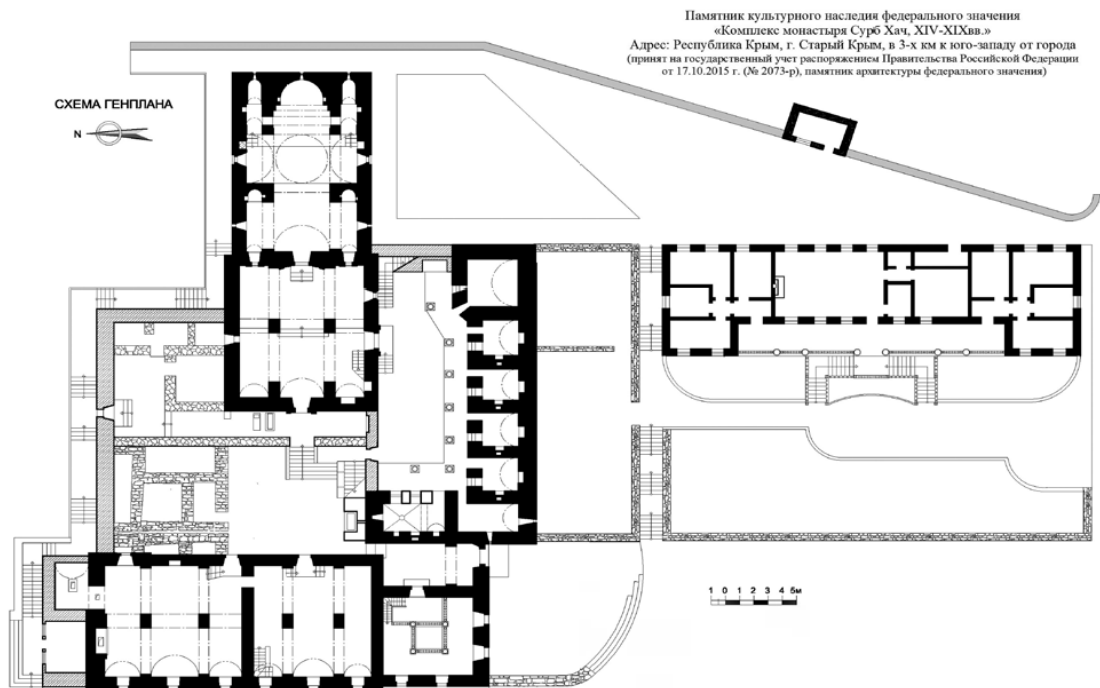 Памятник культурного наследия федерального значения
«Комплекс монастыря Сурб Хач, XIV-XIXвв.»
Адрес: Республика Крым, г. Старый Крым, в 3-х км к юго-западу от города
(принят на государственный учет распоряжением Правительства Российской Федерации
от 17.10.2015 г. (№ 2073-р), памятник архитектуры федерального значения)
СХЕМА ГЕНПЛАНА
N
1 0 1 2 3 4 5м